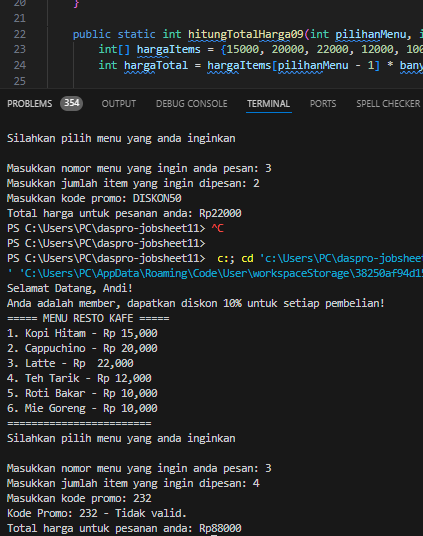 20
}
21
22 public static int hitungTotalHarga09(int pilihanMenu, i
23 int[] hargaItems = {15000, 20000, 22000, 12000, 100
24 int hargaTotal = hargaItems[pilihanMenu - 1] * bany
25
PROBLEMS 354 OUTPUT DEBUG CONSOLE TERMINAL PORTS SPELL CHECKER
Silahkan pilih menu yang anda inginkan
Masukkan nomor menu yang ingin anda pesan: 3
Masukkan jumlah item yang ingin dipesan: 2
Masukkan kode promo: DISKON50
Total harga untuk pesanan anda: Rp22000
PS C:\Users\PC\daspro-jobsheet11> ^C
PS C:\Users\PC\daspro-jobsheet11>
PS C:\Users\PC\daspro-jobsheet11> c:; cd 'c:\Users\PC\daspro-jobsheet
' 'C:\Users\PC\AppData\Roaming\Code\User\workspaceStorage\38250af94d15
Selamat Datang, Andi!
Anda adalah member, dapatkan diskon 10% untuk setiap pembelian!
===== MENU RESTO KAFE =====
1. Kopi Hitam - Rp 15,000
2. Cappuchino - Rp 20,000
3. Latte - Rp  22,000
4. Teh Tarik - Rp 12,000
5. Roti Bakar - Rp 10,000
6. Mie Goreng - Rp 10,000
========================
Silahkan pilih menu yang anda inginkan
Masukkan nomor menu yang ingin anda pesan: 3
Masukkan jumlah item yang ingin dipesan: 4
Masukkan kode promo: 232
Kode Promo: 232 - Tidak valid.
Total harga untuk pesanan anda: Rp88000